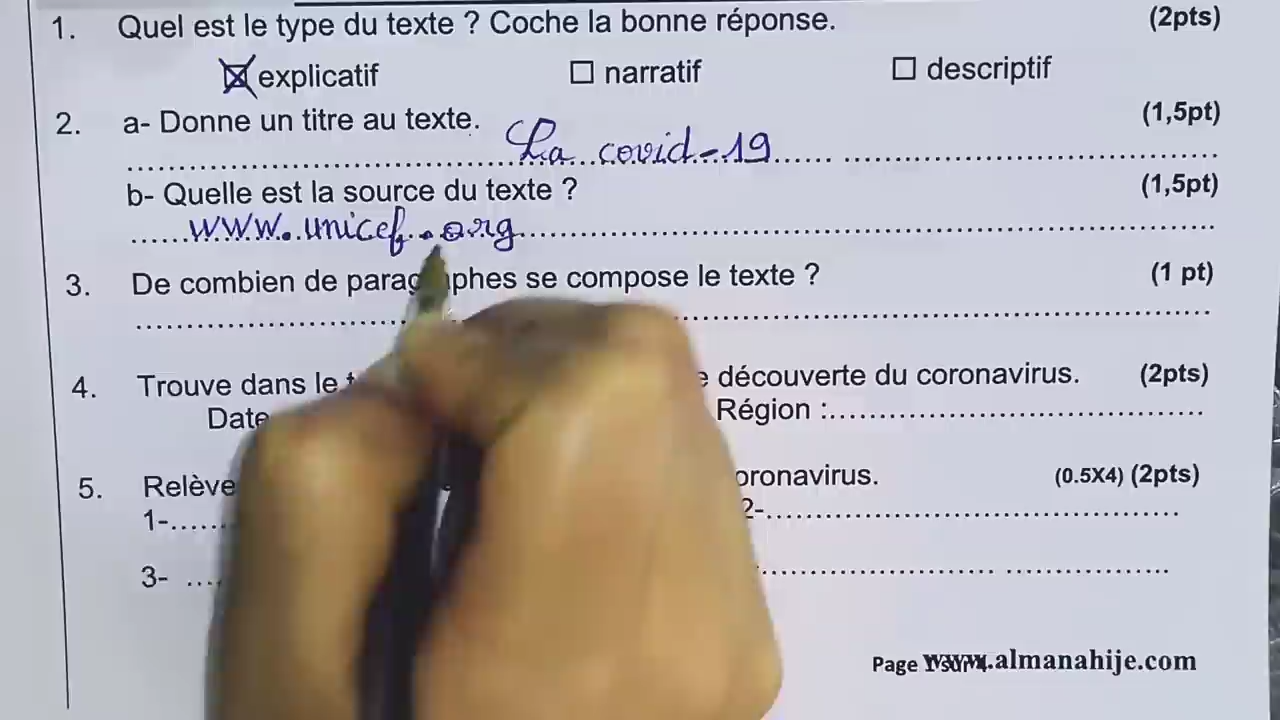 1. Quel est le type du texte ? Coche la bonne réponse. (2pts)
☒ explicatif ☐ narratif ☐ descriptif
2. a- Donne un titre au texte. (1,5pt)
La covid-19
b- Quelle est la source du texte ? (1,5pt)
www.unicef.org
3. De combien de paragraphes se compose le texte ? (1 pt)
4. Trouve dans le découverte du coronavirus. (2pts)
Date Région :
5. Relève coronavirus. (0.5X4) (2pts)
1- 2-
3-
Page www.almanahije.com